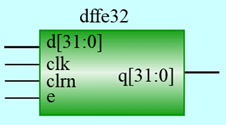 dffe32
d[31:0]
clk
clrn
e
q[31:0]